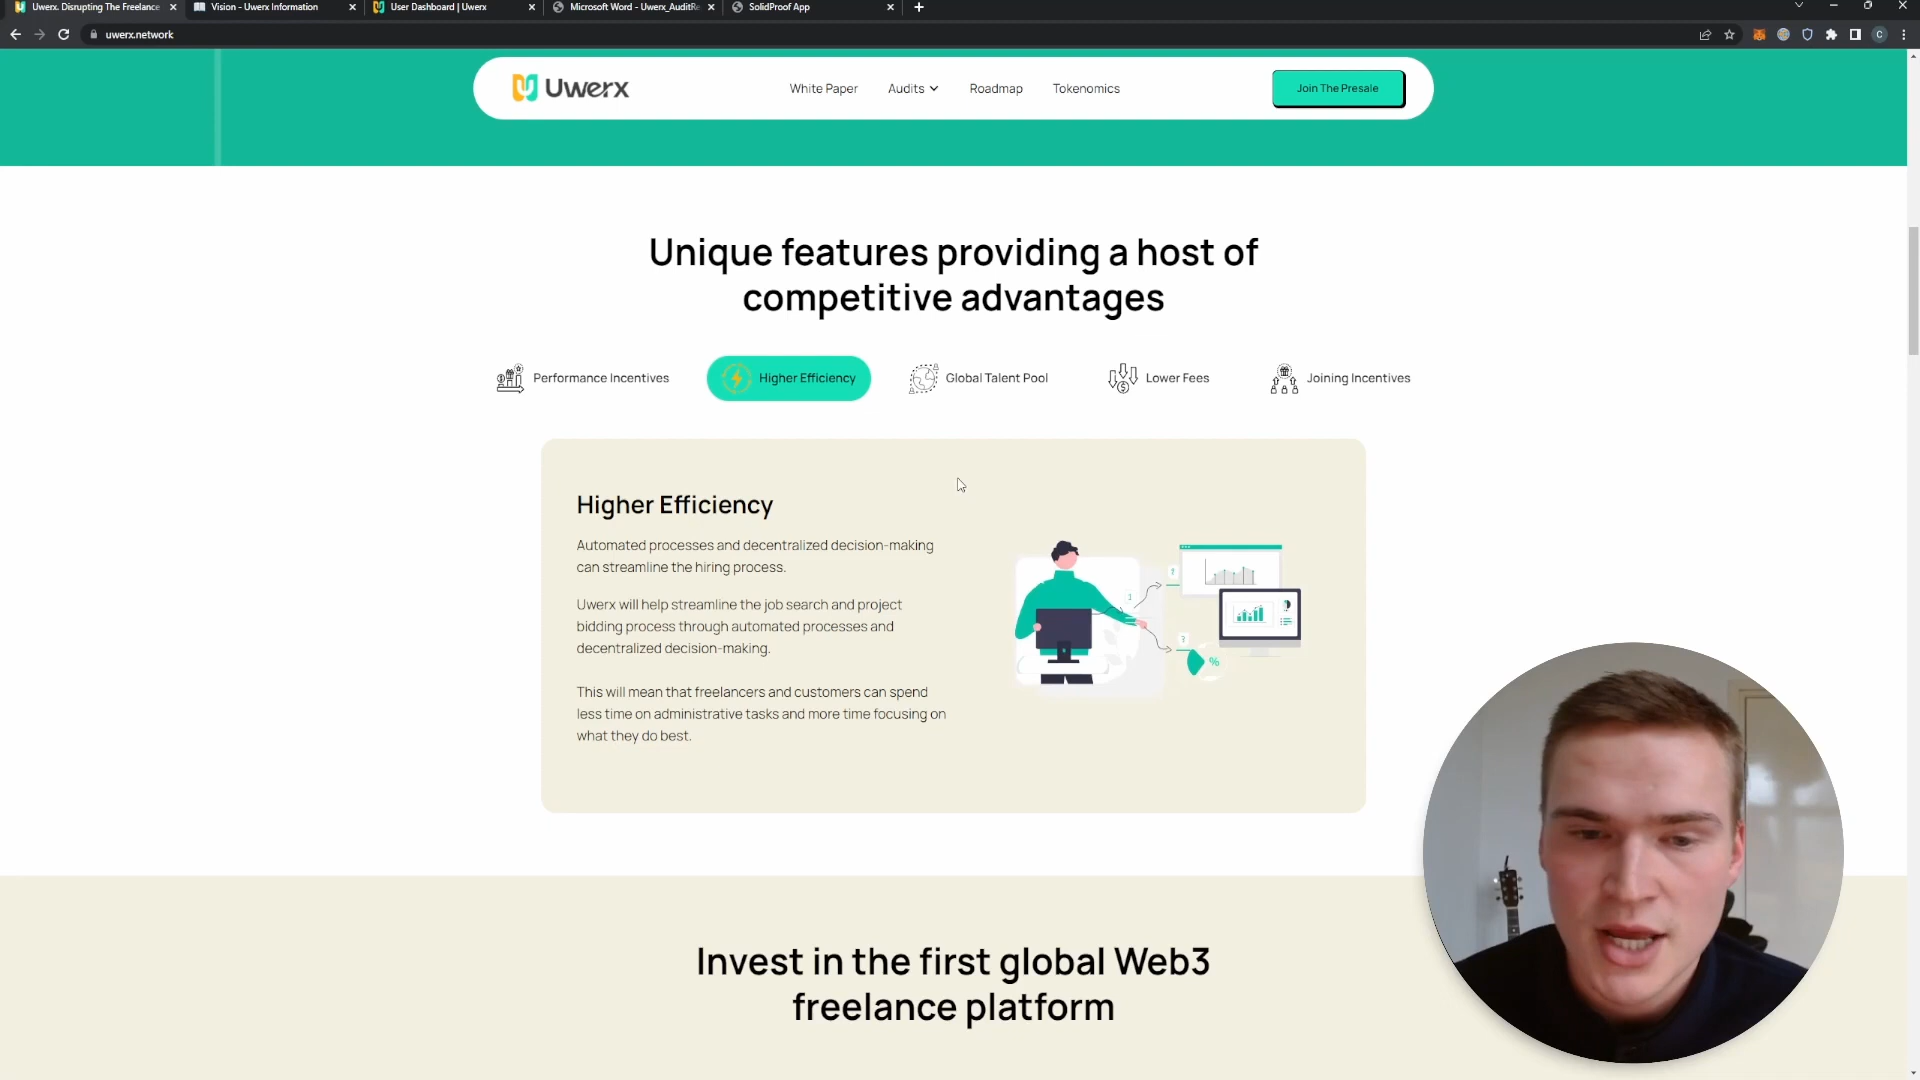 Uwerx. Disrupting The Freelance
Vision - Uwerx Information
User Dashboard | Uwerx
Microsoft Word - Uwerx_AuditRe
SolidProof App
uwerx.network
C
Uwerx
White Paper
Audits
Roadmap
Tokenomics
Join The Presale
Unique features providing a host of
competitive advantages
Performance Incentives
Higher Efficiency
Global Talent Pool
Lower Fees
Joining Incentives
Higher Efficiency
Automated processes and decentralized decision-making
can streamline the hiring process.
Uwerx will help streamline the job search and project
bidding process through automated processes and
decentralized decision-making.
This will mean that freelancers and customers can spend
less time on administrative tasks and more time focusing on
what they do best.
1
?
%
Invest in the first global Web3
freelance platform